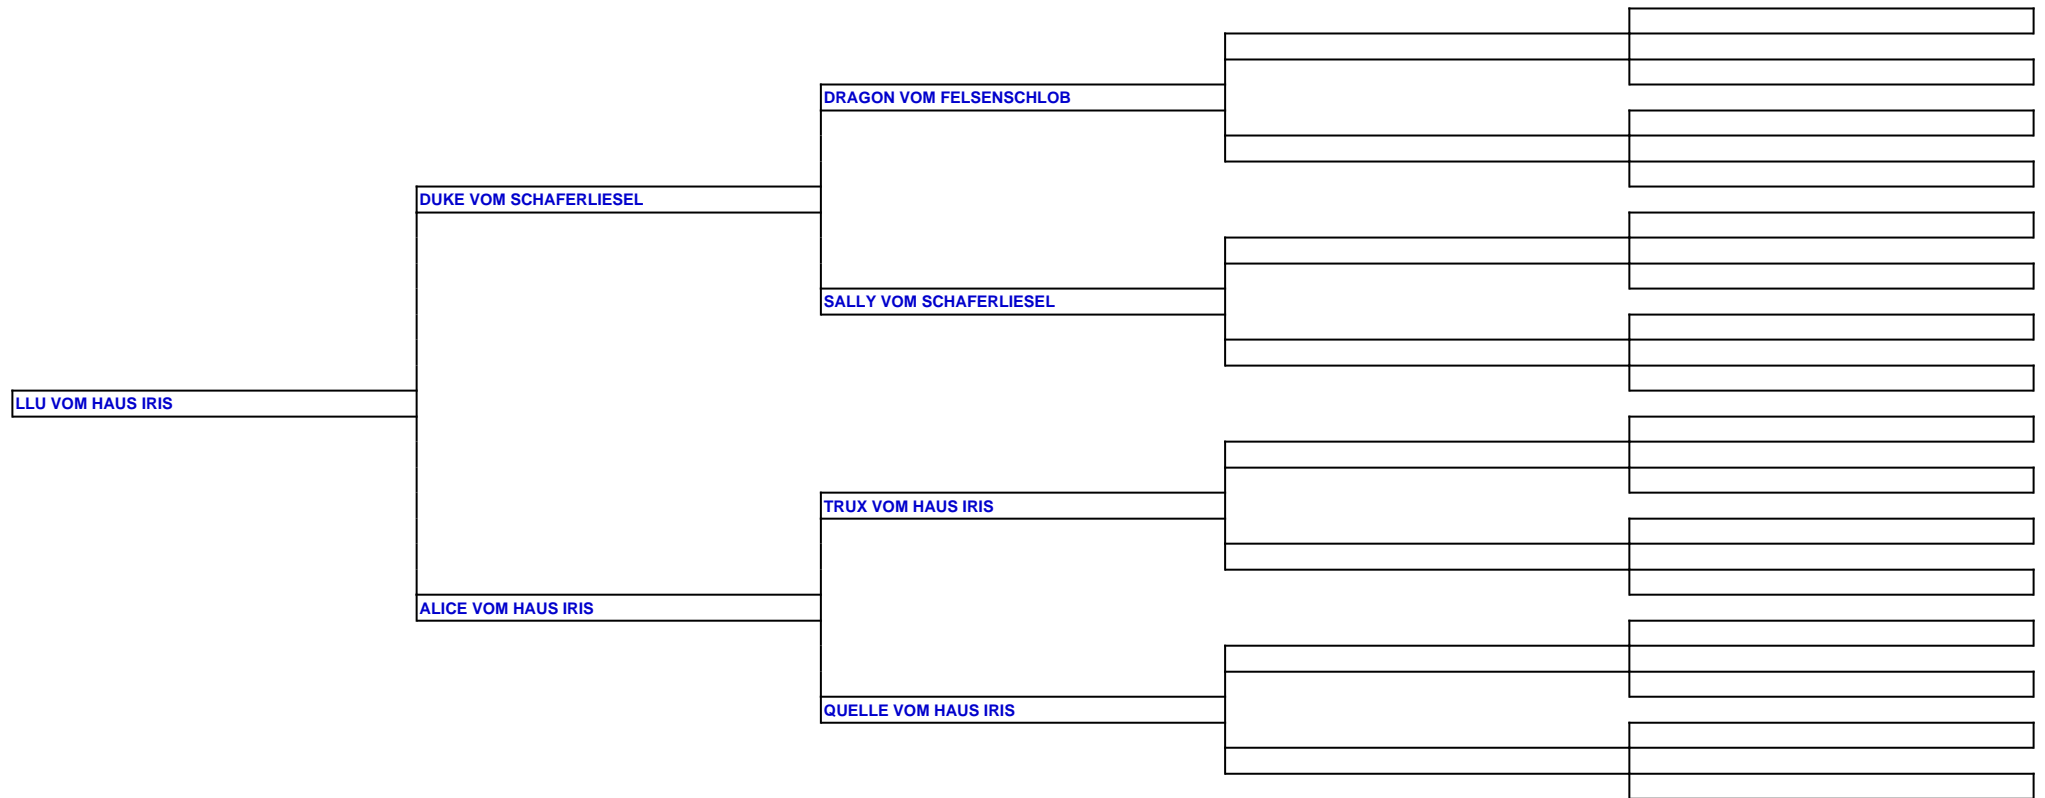 DRAGON VOM FELSENSCHLOB
DUKE VOM SCHAFERLIESEL
SALLY VOM SCHAFERLIESEL
LLU VOM HAUS IRIS
TRUX VOM HAUS IRIS
ALICE VOM HAUS IRIS
QUELLE VOM HAUS IRIS